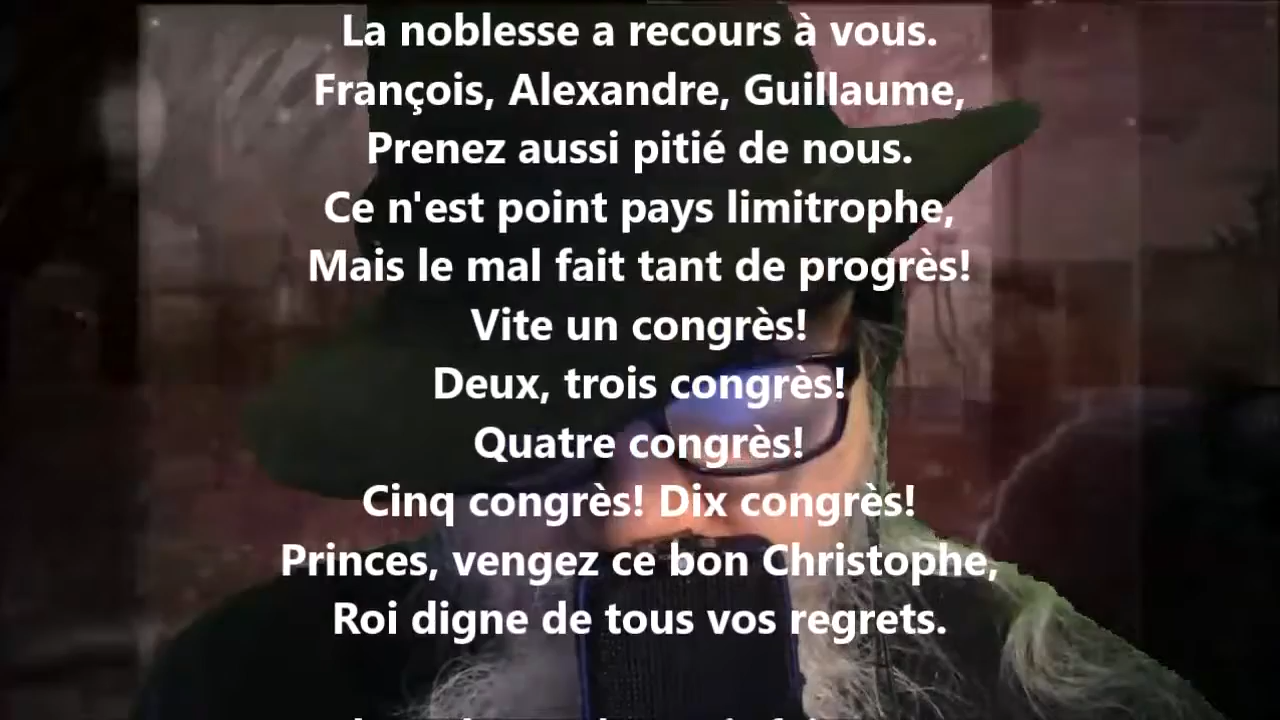 La noblesse a recours à vous.
François, Alexandre, Guillaume,
Prenez aussi pitié de nous.
Ce n'est point pays limitrophe,
Mais le mal fait tant de progrès!
Vite un congrès!
Deux, trois congrès!
Quatre congrès!
Cinq congrès! Dix congrès!
Princes, vengez ce bon Christophe,
Roi digne de tous vos regrets.